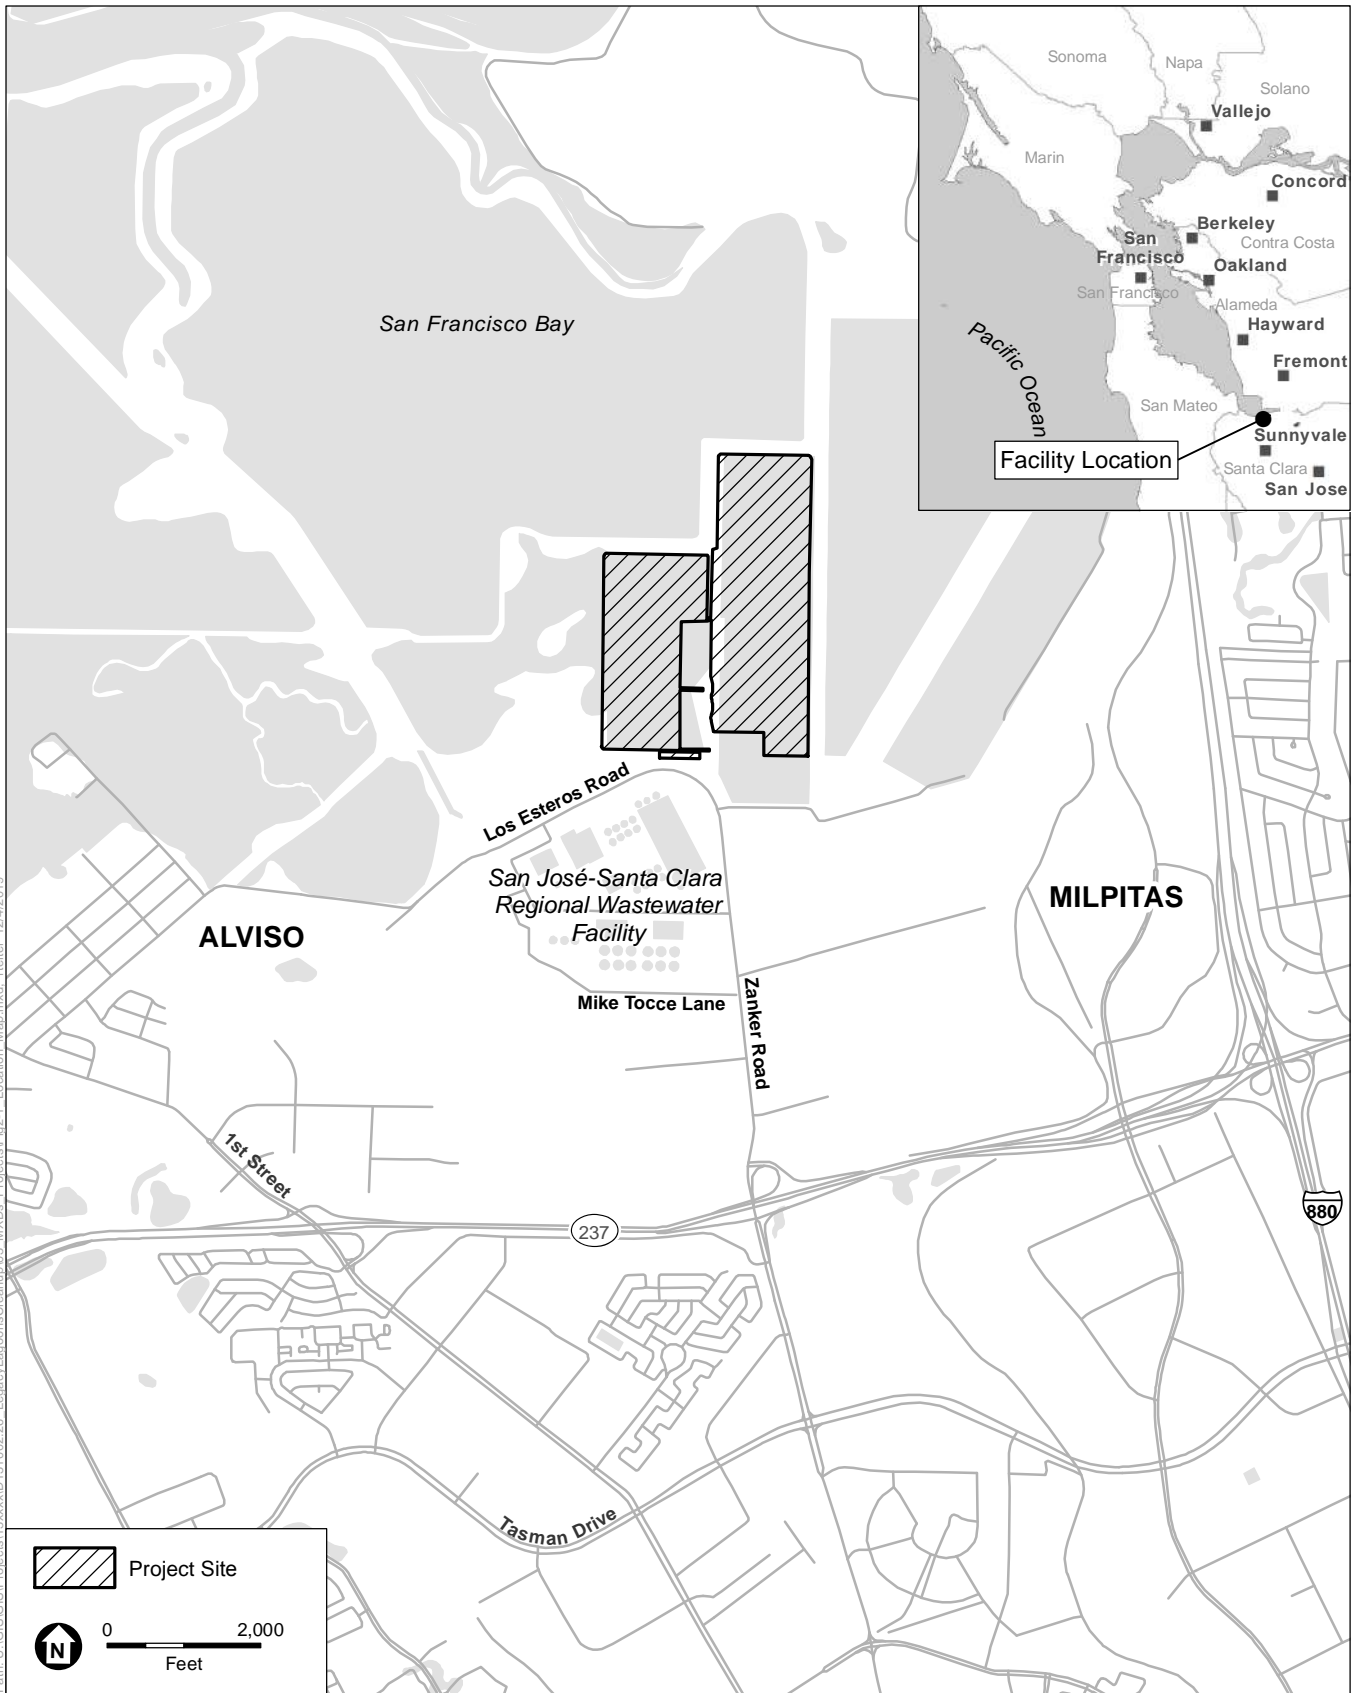 Sonoma
Napa
Solano
Vallejo
Marin
Concord
Berkeley
Contra Costa
San
Francisco
Oakland
San Francisco
Alameda
Hayward
Pacific Ocean
Fremont
San Mateo
Sunnyvale
Facility Location
Santa Clara
San Jose
San Francisco Bay
Los Esteros Road
San José-Santa Clara
Regional Wastewater
Facility
MILPITAS
ALVISO
Mike Tocce Lane
Zanker Road
1st Street
237
880
Tasman Drive
Project Site
N
0
2,000
Feet